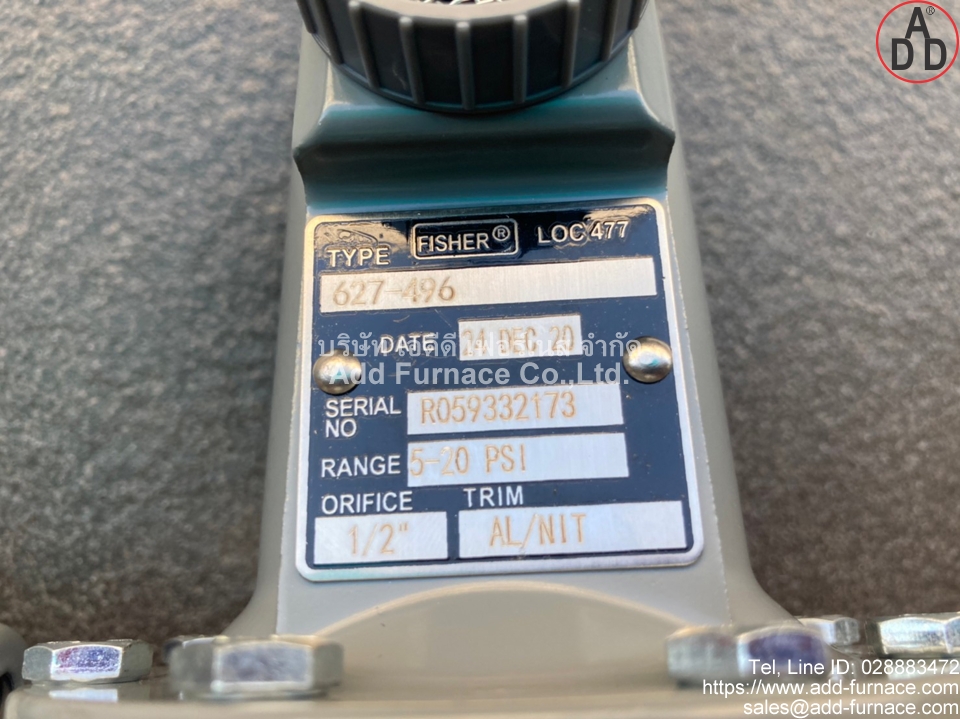 ADD®
FISHER® LOC 477
TYPE
627-496
DATE 24 DEC 20
บริษัท เอดีดี เฟอร์เนส จำกัด
Add Furnace Co.,Ltd.
SERIAL NO R059332173
RANGE 5-20 PSI
ORIFICE TRIM
1/2" AL/NIT
Tel, Line ID: 028883472
https://www.add-furnace.com
sales@add-furnace.com